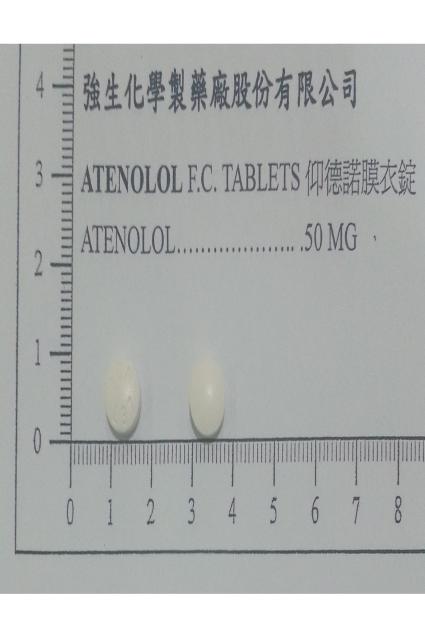 強生化學製藥廠股份有限公司
ATENOLOL F.C. TABLETS 仰德諾膜衣錠
ATENOLOL.................... .50 MG
4
3
2
1
0
0 1 2 3 4 5 6 7 8